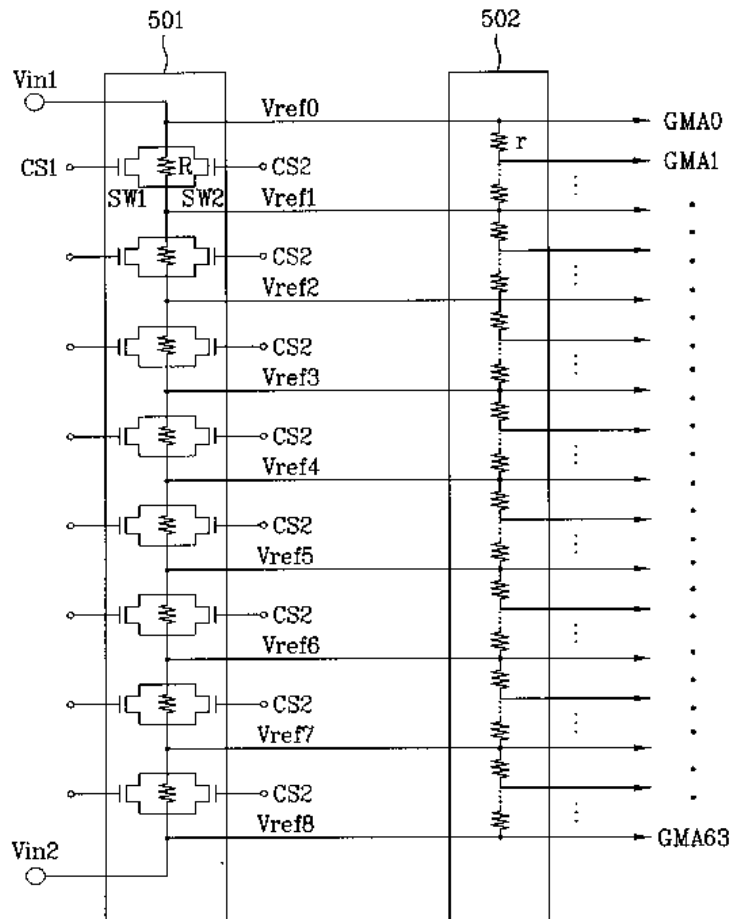 501
502
Vin1
Vref0
GMA0
r
CS1
R
CS2
GMA1
SW1
SW2
Vref1
CS2
Vref2
CS2
Vref3
CS2
Vref4
CS2
Vref5
CS2
Vref6
CS2
Vref7
CS2
Vref8
GMA63
Vin2